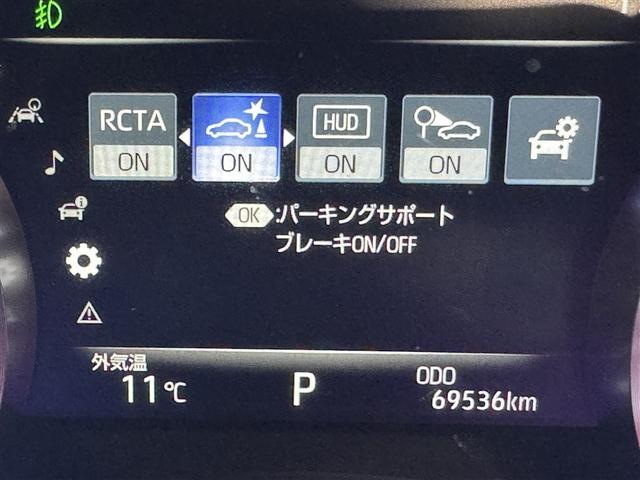 RCTA
HUD
ON ON ON ON
OK :パーキングサポート
ブレーキON/OFF
外気温
11℃
P
ODO
69536km